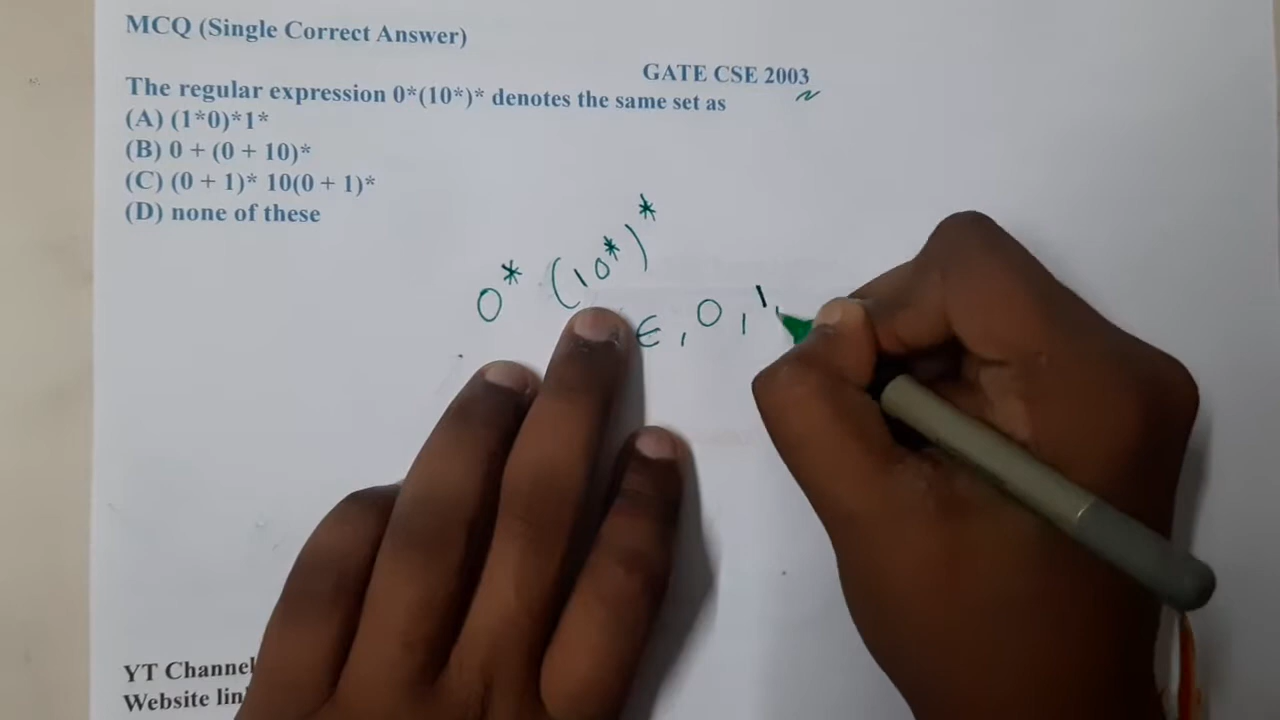 MCQ (Single Correct Answer)
GATE CSE 2003
The regular expression 0*(10*)* denotes the same set as
(A) (1*0)*1*
(B) 0 + (0 + 10)*
(C) (0 + 1)* 10(0 + 1)*
(D) none of these
0* (10*)*
∈, 0, 1,
YT Channel
Website lin